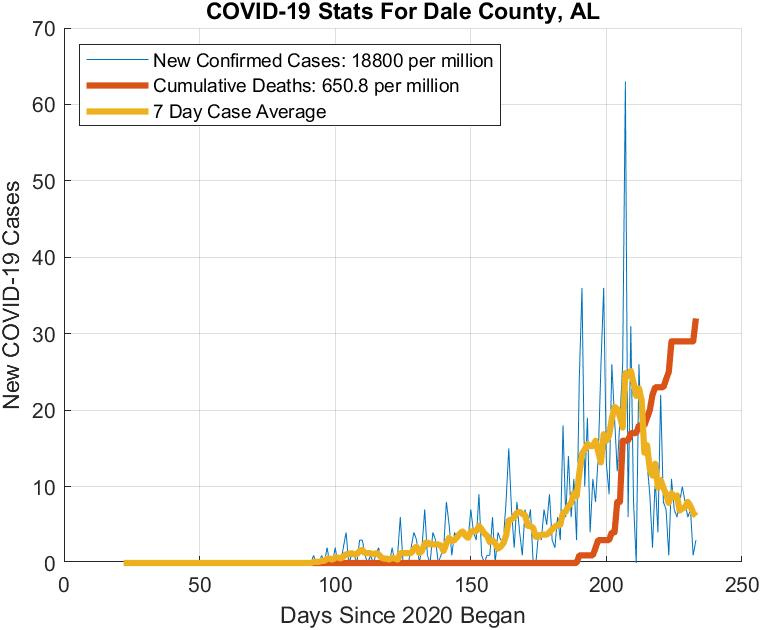 COVID-19 Stats For Dale County, AL
New Confirmed Cases: 18800 per million
Cumulative Deaths: 650.8 per million
7 Day Case Average
New COVID-19 Cases
70
60
50
40
30
20
10
0
0 50 100 150 200 250
Days Since 2020 Began